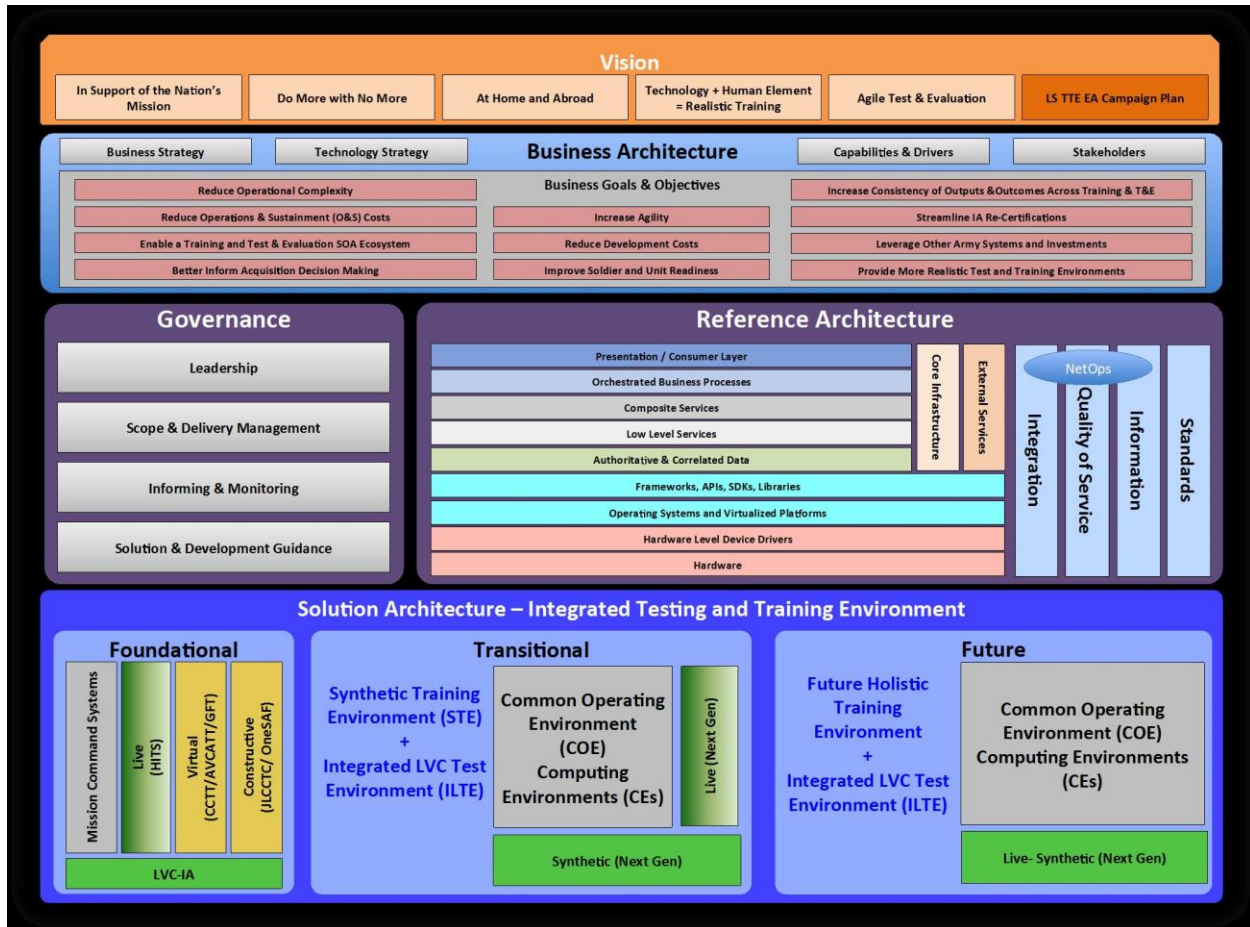 Vision
In Support of the Nation's
Mission
Do More with No More
At Home and Abroad
Technology + Human Element
= Realistic Training
Agile Test & Evaluation
LS TTE EA Campaign Plan
Business Strategy
Technology Strategy
Business Architecture
Capabilities & Drivers
Stakeholders
Business Goals & Objectives
Reduce Operational Complexity
Reduce Operations & Sustainment (O&S) Costs
Enable a Training and Test & Evaluation SOA Ecosystem
Better Inform Acquisition Decision Making
Increase Agility
Reduce Development Costs
Improve Soldier and Unit Readiness
Increase Consistency of Outputs &Outcomes Across Training & T&E
Streamline IA Re-Certifications
Leverage Other Army Systems and Investments
Provide More Realistic Test and Training Environments
Governance
Leadership
Scope & Delivery Management
Informing & Monitoring
Solution & Development Guidance
Reference Architecture
Presentation / Consumer Layer
Orchestrated Business Processes
Composite Services
Low Level Services
Authoritative & Correlated Data
Frameworks, APIs, SDKs, Libraries
Operating Systems and Virtualized Platforms
Hardware Level Device Drivers
Hardware
Core Infrastructure
External Services
NetOps
Integration
Quality of Service
Information
Standards
Solution Architecture – Integrated Testing and Training Environment
Foundational
Mission Command Systems
Live
(HITS)
Virtual
(CCTT/AVCATT/GFT)
Constructive
(JLCCTC/ OneSAF)
LVC-IA
Transitional
Synthetic Training
Environment (STE)
+
Integrated LVC Test
Environment (ILTE)
Common Operating
Environment
(COE)
Computing
Environments (CEs)
Live (Next Gen)
Synthetic (Next Gen)
Future
Future Holistic
Training
Environment
+
Integrated LVC Test
Environment (ILTE)
Common Operating
Environment (COE)
Computing Environments
(CEs)
Live- Synthetic (Next Gen)